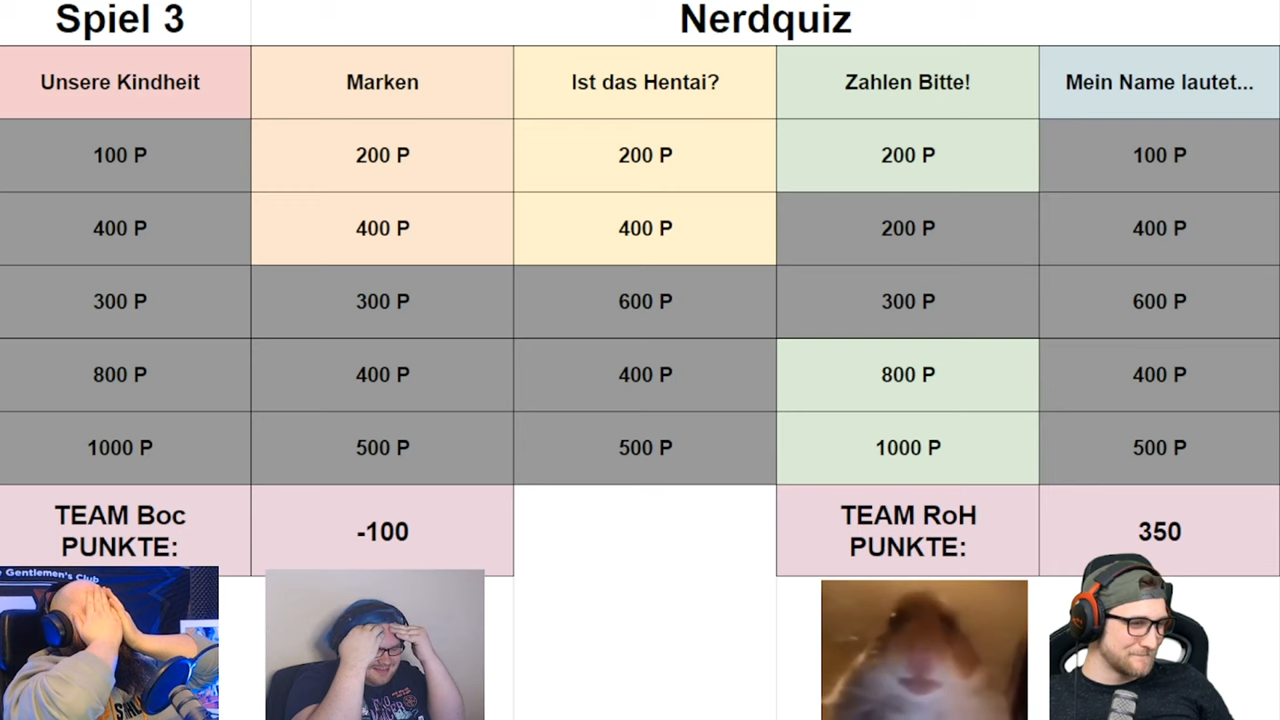 Spiel 3 Nerdquiz
Unsere Kindheit Marken Ist das Hentai? Zahlen Bitte! Mein Name lautet...
100 P 200 P 200 P 200 P 100 P
400 P 400 P 400 P 200 P 400 P
300 P 300 P 600 P 300 P 600 P
800 P 400 P 400 P 800 P 400 P
1000 P 500 P 500 P 1000 P 500 P
TEAM Boc
PUNKTE:
-100
TEAM RoH
PUNKTE:
350
Gentlemen's Club